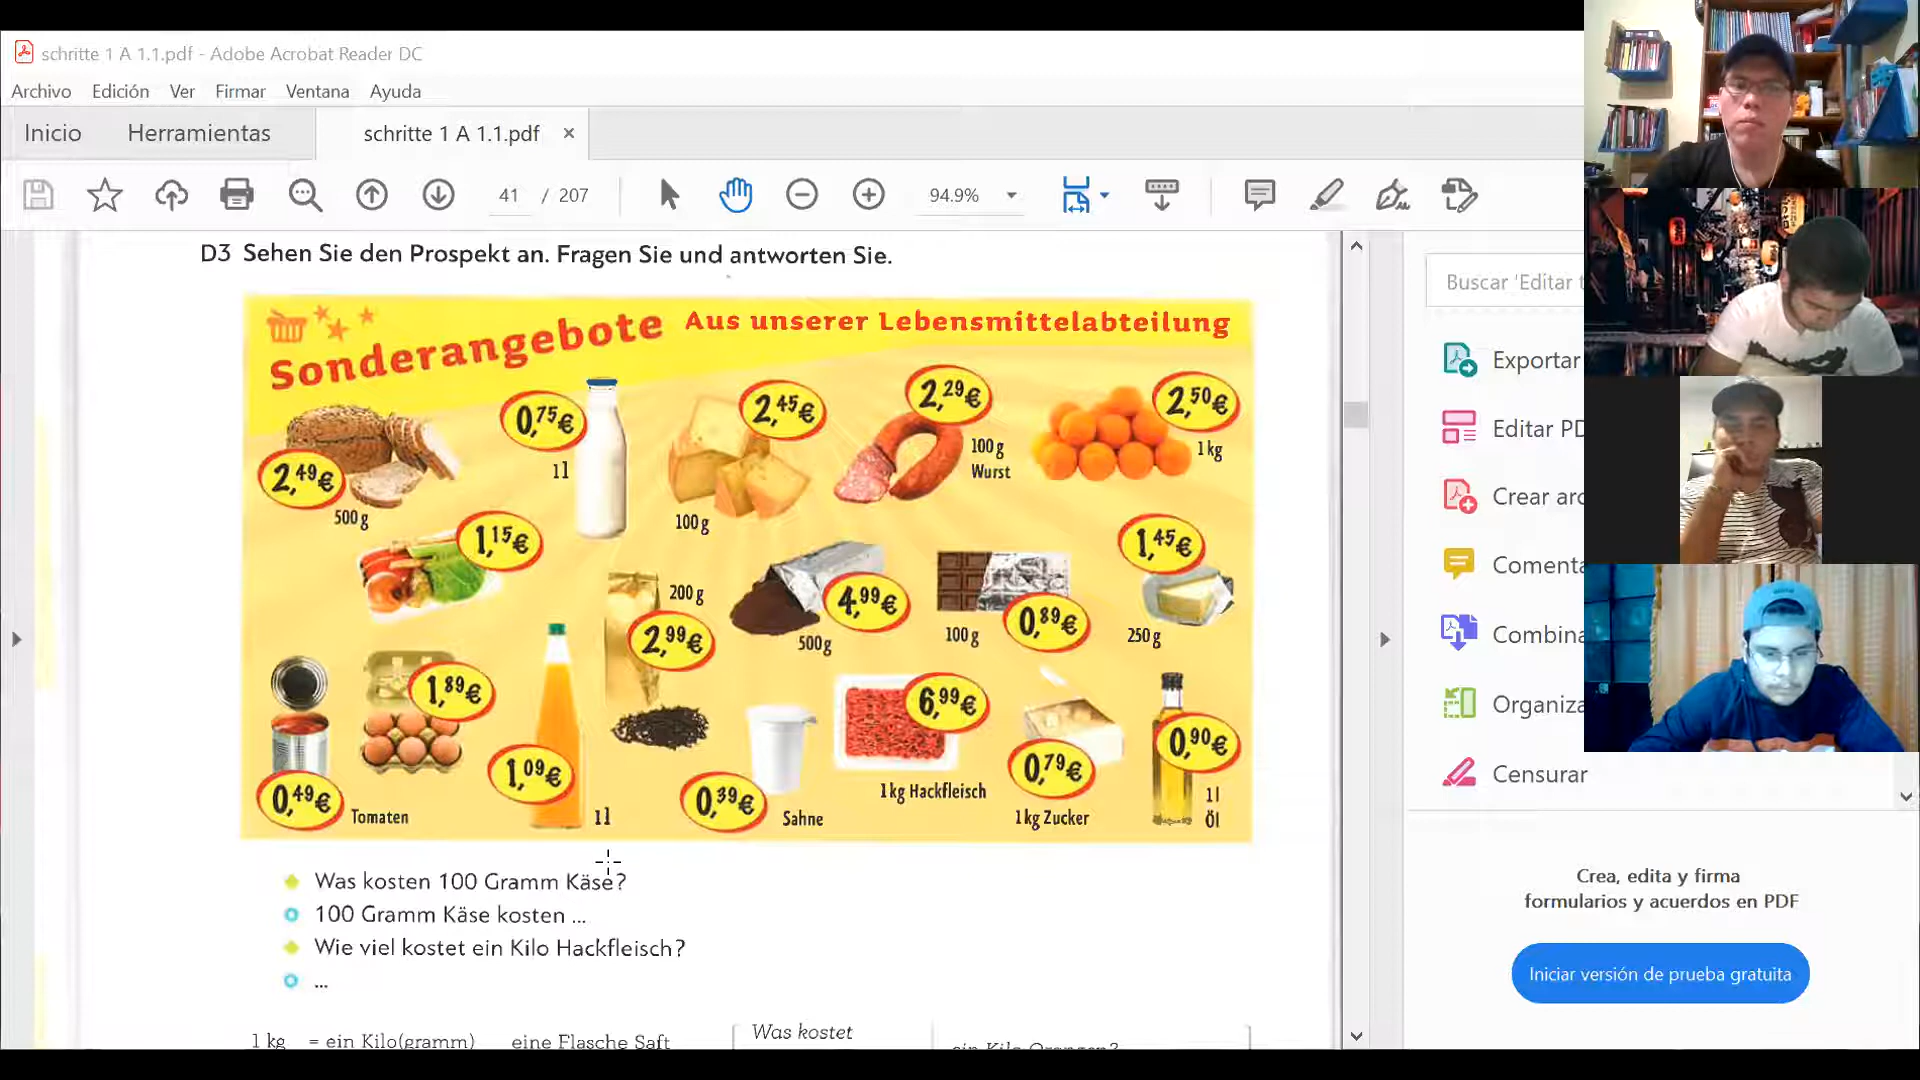 schritte 1 A 1.1.pdf - Adobe Acrobat Reader DC
Archivo Edición Ver Firmar Ventana Ayuda
Inicio Herramientas schritte 1 A 1.1.pdf ×
41 / 207 94.9%
D3 Sehen Sie den Prospekt an. Fragen Sie und antworten Sie.
Sonderangebote Aus unserer Lebensmittelabteilung
2,49€
500 g
0,75€
1 l
2,45€
100 g
2,29€
100 g
Wurst
2,50€
1 kg
1,15€
200 g
2,99€
4,99€
500 g
100 g
0,89€
1,45€
250 g
0,49€
Tomaten
1,89€
1,09€
1 l
0,39€
Sahne
6,99€
1 kg Hackfleisch
0,79€
1 kg Zucker
0,90€
1 l
Öl
Was kosten 100 Gramm Käse?
100 Gramm Käse kosten ...
Wie viel kostet ein Kilo Hackfleisch?
...
1 kg = ein Kilo(gramm) eine Flasche Saft
Was kostet
ein Kilo Orangen?
Buscar 'Editar
Exportar
Editar PD
Crear arc
Comenta
Combina
Organiza
Censurar
Crea, edita y firma
formularios y acuerdos en PDF
Iniciar versión de prueba gratuita